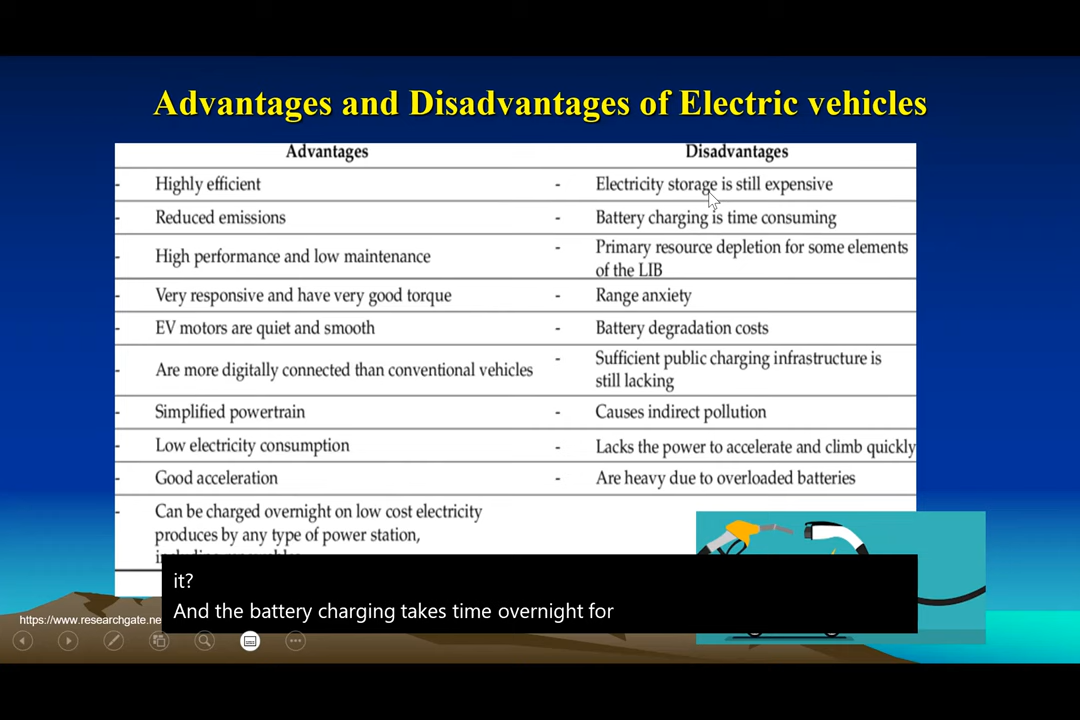 Advantages and Disadvantages of Electric vehicles
Advantages Disadvantages
- Highly efficient - Electricity storage is still expensive
- Reduced emissions - Battery charging is time consuming
- High performance and low maintenance - Primary resource depletion for some elements
of the LIB
- Very responsive and have very good torque - Range anxiety
- EV motors are quiet and smooth - Battery degradation costs
- Are more digitally connected than conventional vehicles - Sufficient public charging infrastructure is
still lacking
- Simplified powertrain - Causes indirect pollution
- Low electricity consumption - Lacks the power to accelerate and climb quickly
- Good acceleration - Are heavy due to overloaded batteries
- Can be charged overnight on low cost electricity
produces by any type of power station,
it?
And the battery charging takes time overnight for
https://www.researchgate.ne